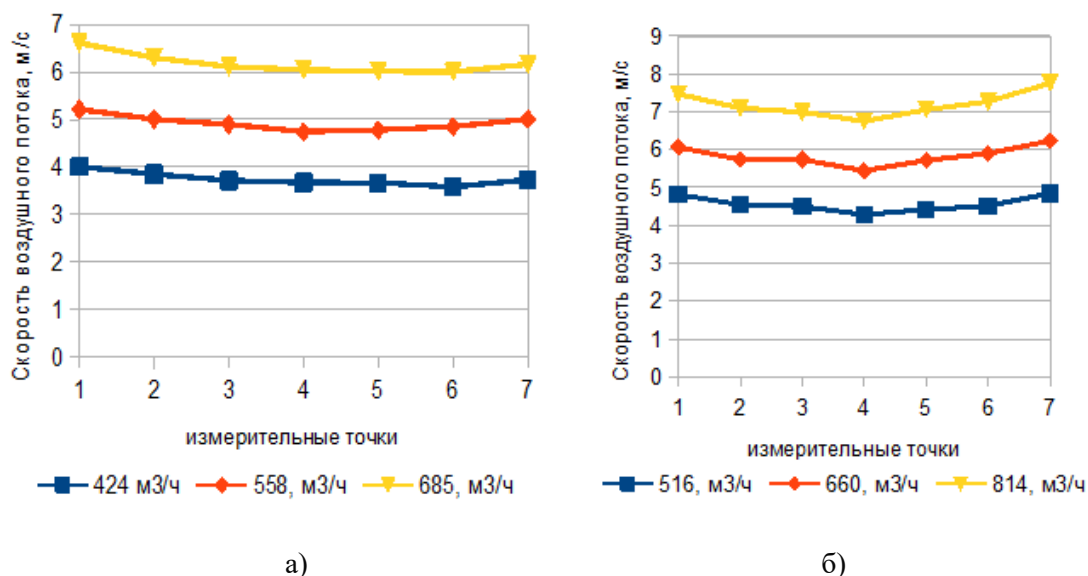 Скорость воздушного потока, м/с
7
6
5
4
3
2
1
0
1 2 3 4 5 6 7
измерительные точки
424 м3/ч 558, м3/ч 685, м3/ч
а)
Скорость воздушного потока, м/с
9
8
7
6
5
4
3
2
1
0
1 2 3 4 5 6 7
измерительные точки
516, м3/ч 660, м3/ч 814, м3/ч
б)